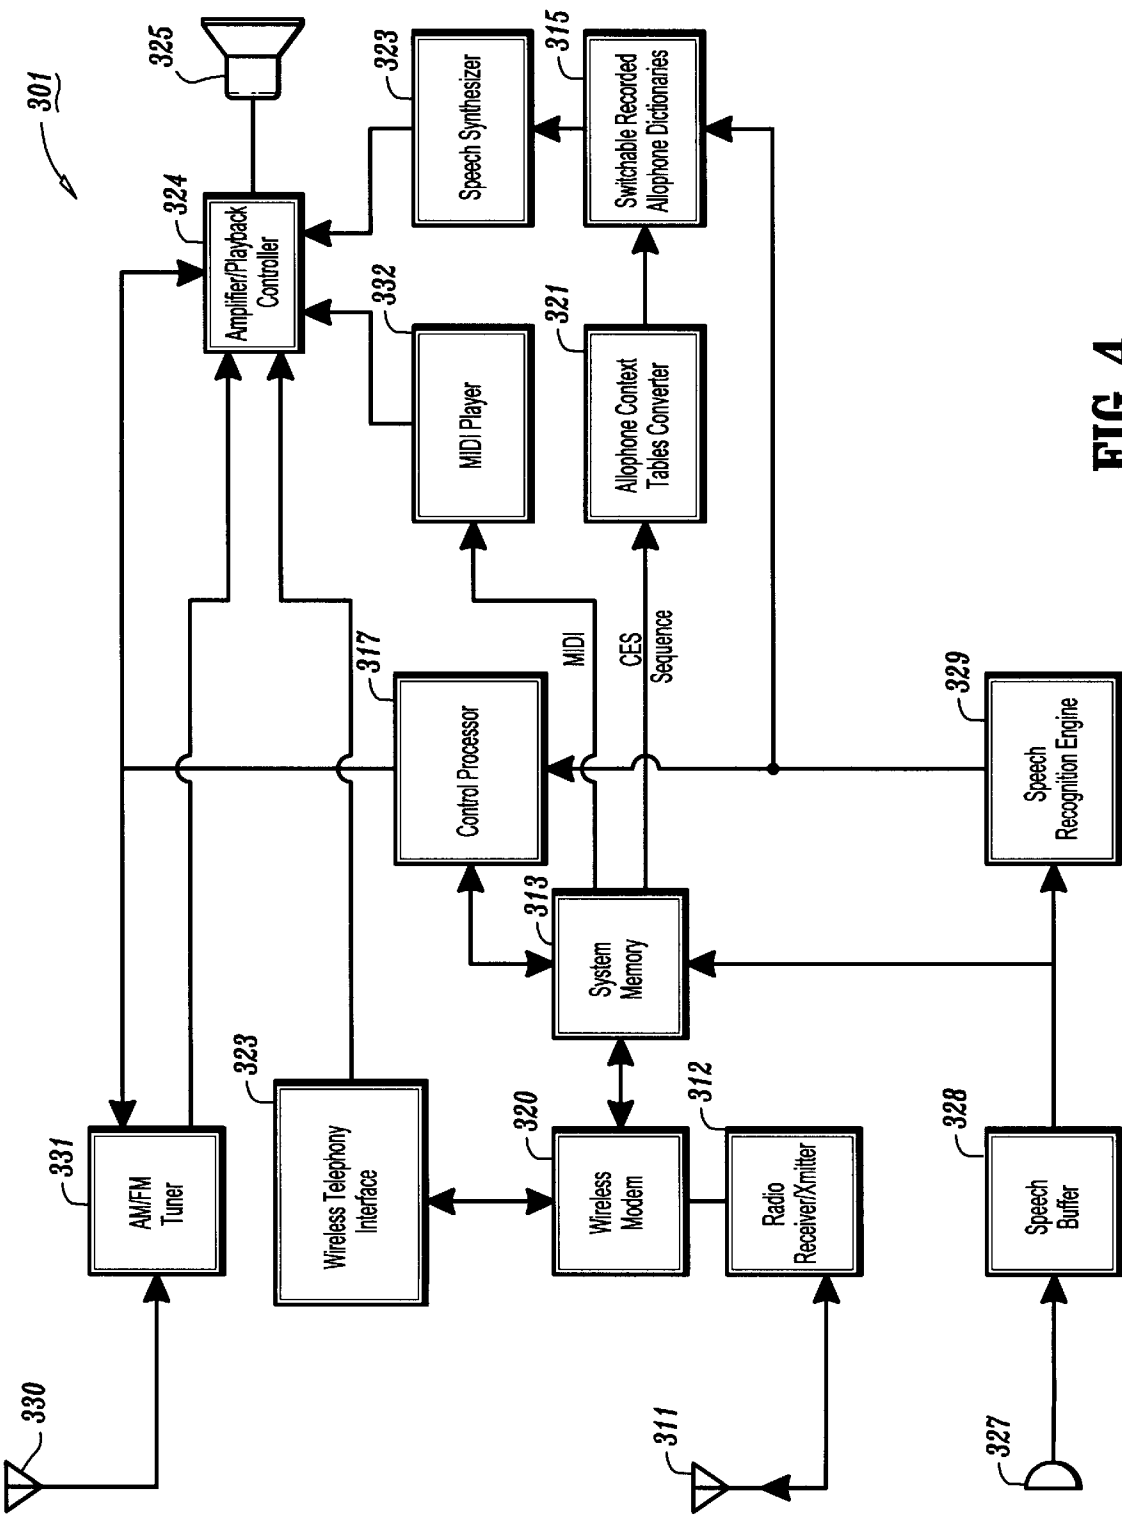 301
330
331
AM/FM
Tuner
323
Wireless Telephony
Interface
311
320
Wireless
Modem
312
Radio
Receiver/Xmitter
327
328
Speech
Buffer
313
System
Memory
317
Control Processor
329
Speech
Recognition Engine
MIDI
CES
Sequence
332
MIDI Player
321
Allophone Context
Tables Converter
324
Amplifier/Playback
Controller
325
323
Speech Synthesizer
315
Switchable Recorded
Allophone Dictionaries
FIG. 4